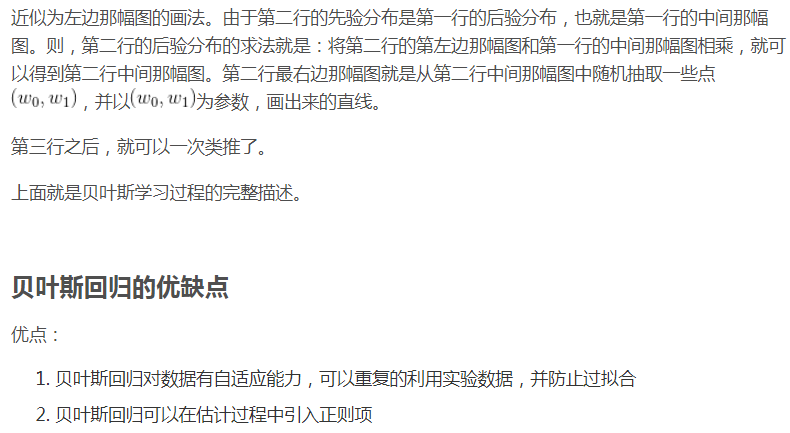 近似为左边那幅图的画法。由于第二行的先验分布是第一行的后验分布，也就是第一行的中间那幅
图。则，第二行的后验分布的求法就是：将第二行的第左边那幅图和第一行的中间那幅图相乘，就可
以得到第二行中间那幅图。第二行最右边那幅图就是从第二行中间那幅图中随机抽取一些点
(w₀, w₁)，并以(w₀, w₁)为参数，画出来的直线。
第三行之后，就可以一次类推了。
上面就是贝叶斯学习过程的完整描述。
贝叶斯回归的优缺点
优点：
1. 贝叶斯回归对数据有自适应能力，可以重复的利用实验数据，并防止过拟合
2. 贝叶斯回归可以在估计过程中引入正则项